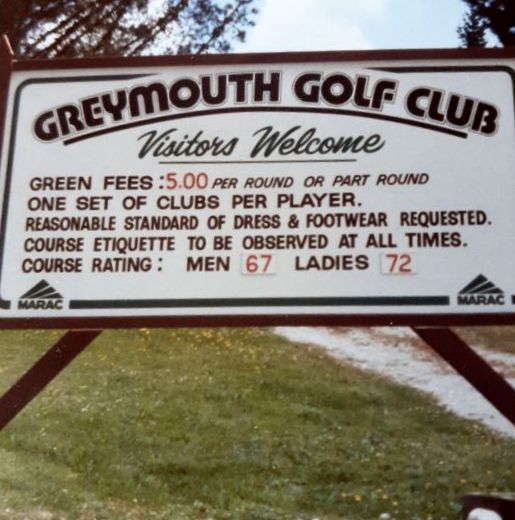 GREYMOUTH GOLF CLUB
Visitors Welcome
GREEN FEES : 5.00 PER ROUND OR PART ROUND
ONE SET OF CLUBS PER PLAYER.
REASONABLE STANDARD OF DRESS & FOOTWEAR REQUESTED.
COURSE ETIQUETTE TO BE OBSERVED AT ALL TIMES.
COURSE RATING : MEN 67 LADIES 72
MARAC MARAC